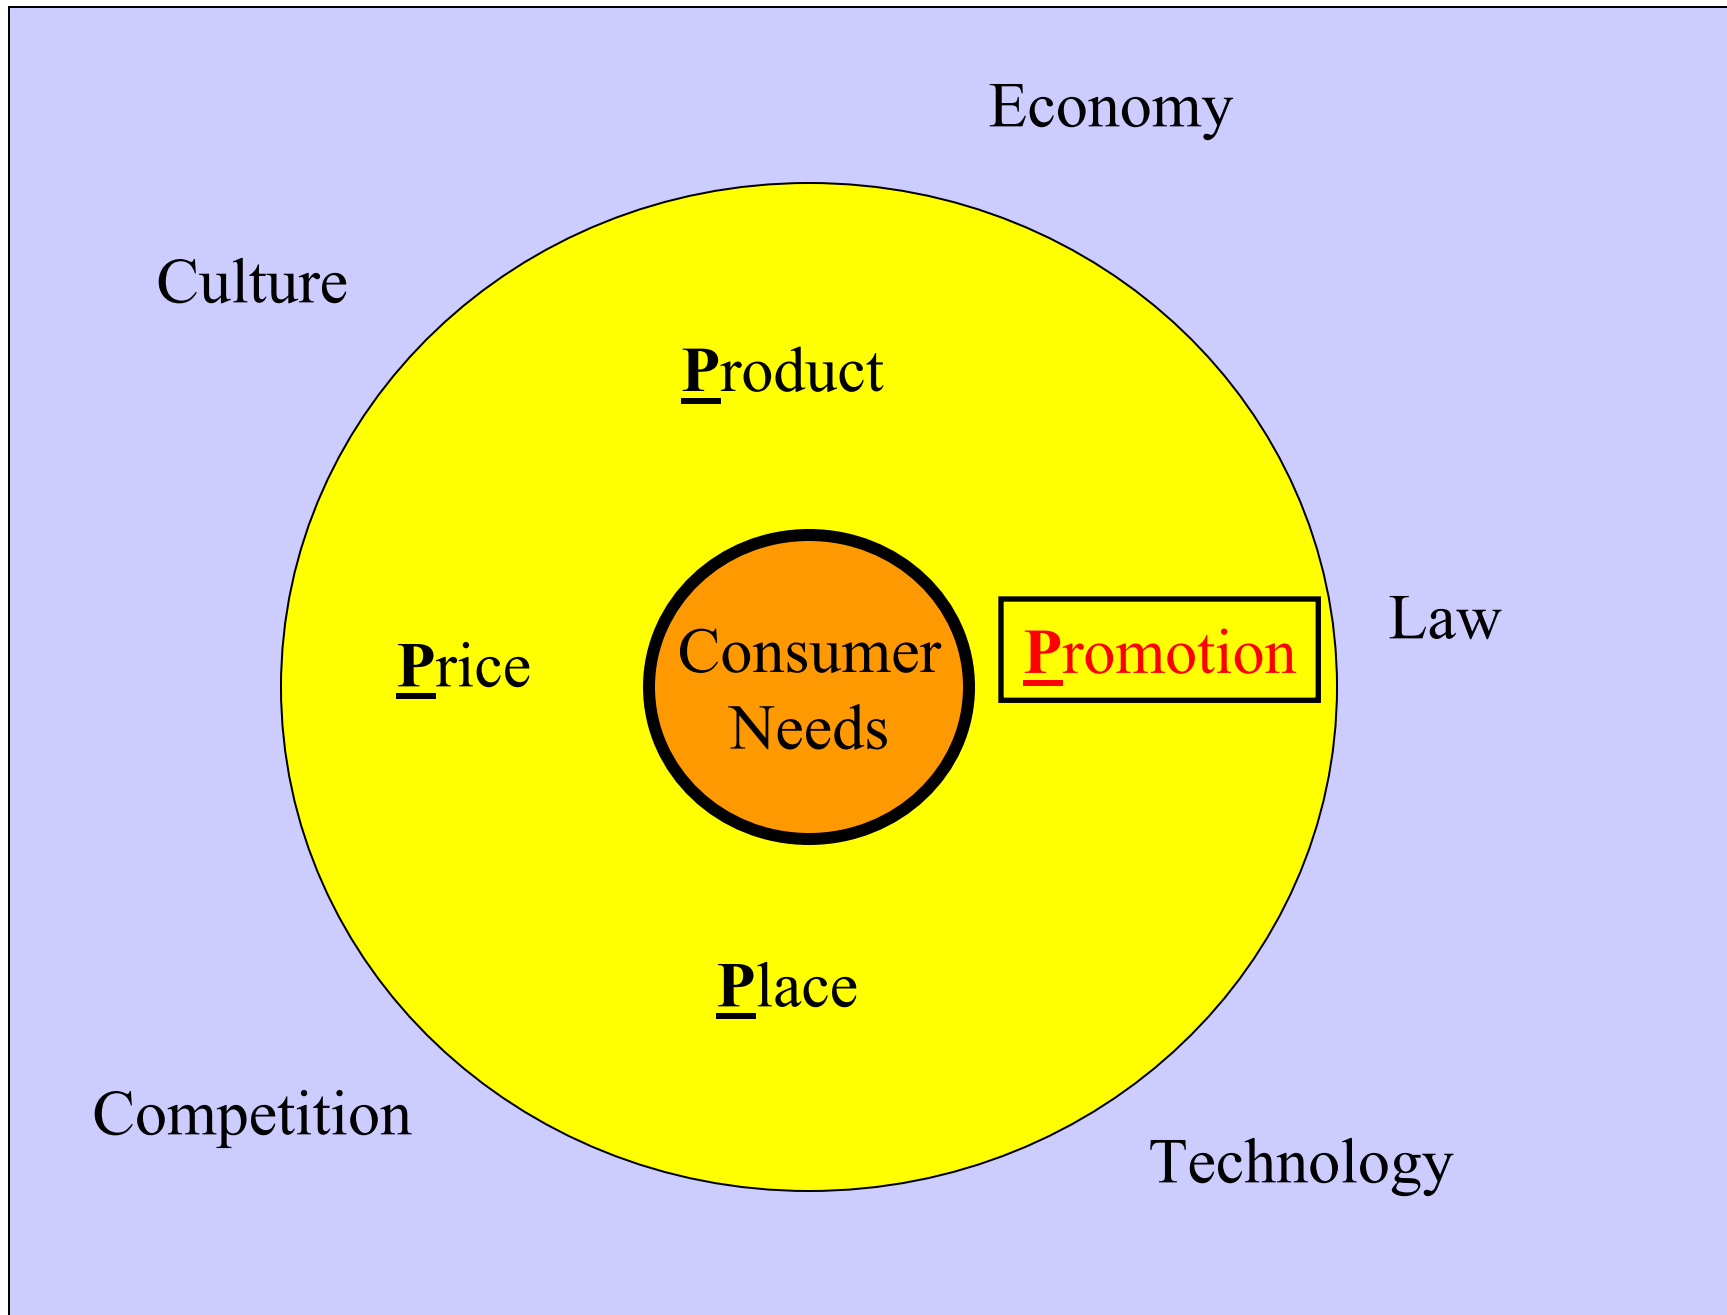 Economy
Culture
Product
Law
Consumer
Needs
Promotion
Price
Place
Competition
Technology